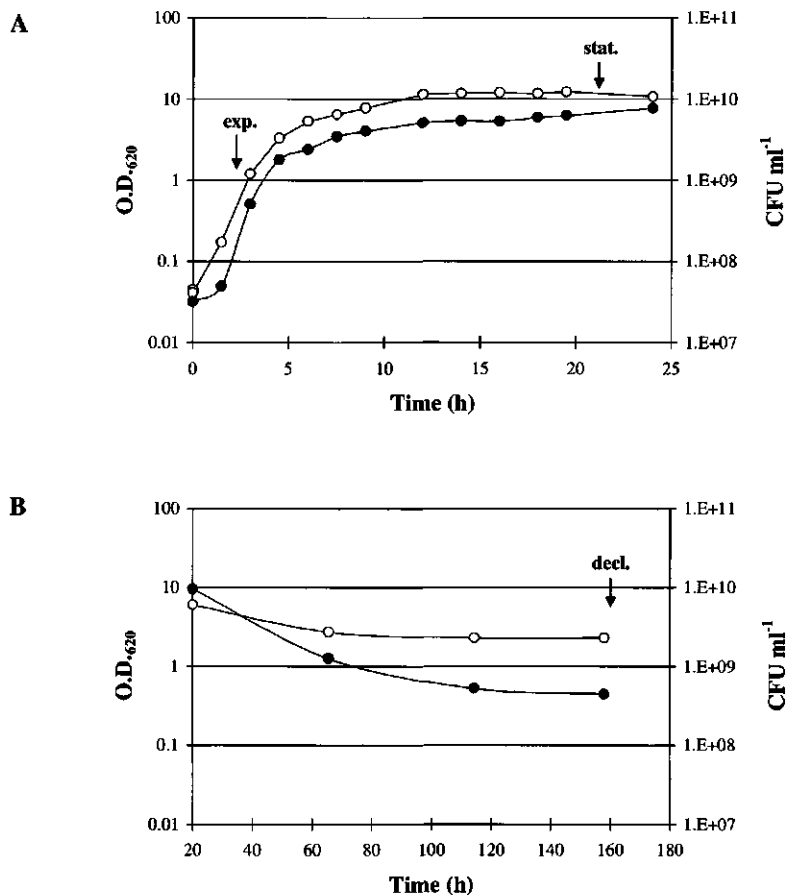 A
100
10
1
0.1
0.01
O.D.620
exp.
stat.
1.E+11
1.E+10
1.E+09
1.E+08
1.E+07
CFU ml-1
0 5 10 15 20 25
Time (h)
B
100
10
1
0.1
0.01
O.D.620
decl.
1.E+11
1.E+10
1.E+09
1.E+08
1.E+07
CFU ml-1
20 40 60 80 100 120 140 160 180
Time (h)